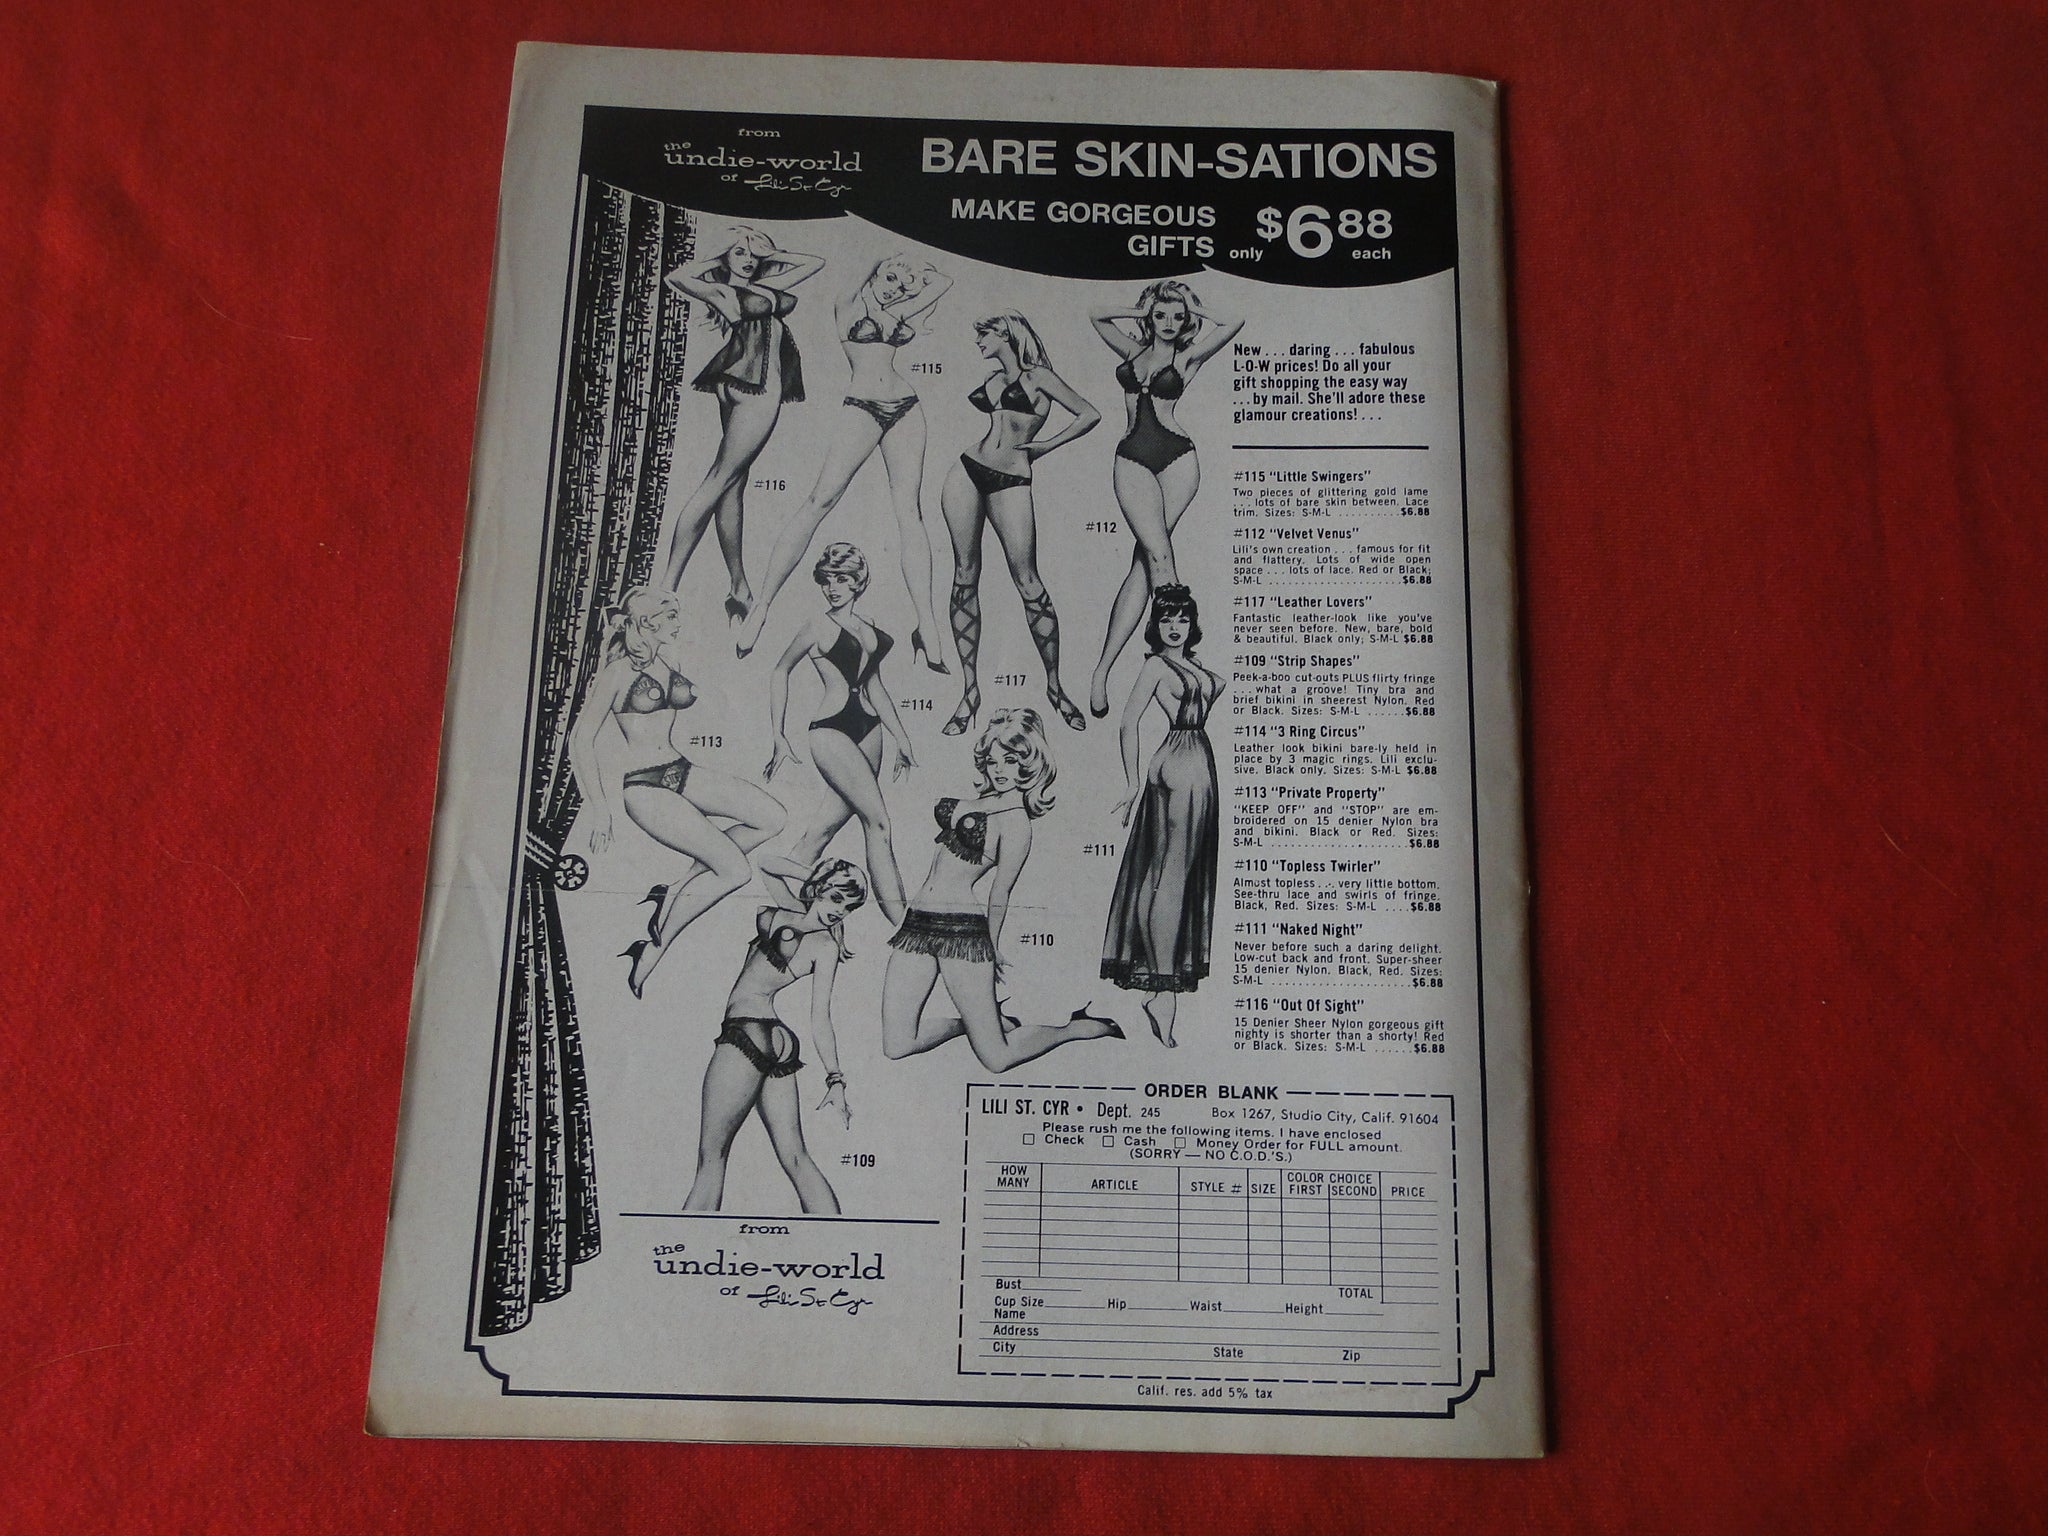 from
the
undie-world
of Lili St. Cyr
BARE SKIN-SATIONS
MAKE GORGEOUS
GIFTS only $6 88 each
New . . . daring . . . fabulous
L-O-W prices! Do all your
gift shopping the easy way
. . . by mail. She'll adore these
glamour creations! . . .
#116
#115
#117
#112
#113
#114
#111
#110
#109
#115 "Little Swingers"
Two pieces of glittering gold lame
. . . lots of bare skin between. Lace
trim. Sizes: S-M-L . . . . . . . . . . $6.88
#112 "Velvet Venus"
Lili's own creation . . . famous for fit
and flattery. Lots of wide open
space . . . lots of lace. Red or Black;
S-M-L . . . . . . . . . . . . . . . . . . . . . $6.88
#117 "Leather Lovers"
Fantastic leather-look like you've
never seen before. New, bare, bold
& beautiful. Black only; S-M-L $6.88
#109 "Strip Shapes"
Peek-a-boo cut-outs PLUS flirty fringe
. . . what a groove! Tiny bra and
brief bikini in sheerest Nylon. Red
or Black. Sizes: S-M-L . . . . . . $6.88
#114 "3 Ring Circus"
Leather look bikini bare-ly held in
place by 3 magic rings. Lili exclu-
sive. Black only. Sizes: S-M-L $6.88
#113 "Private Property"
"KEEP OFF" and "STOP" are em-
broidered on 15 denier Nylon bra
and bikini. Black or Red. Sizes:
S-M-L . . . . . . . . . . . . . . . . . . . . . $6.88
#110 "Topless Twirler"
Almost topless . . . very little bottom.
See-thru lace and swirls of fringe.
Black, Red. Sizes: S-M-L . . . . $6.88
#111 "Naked Night"
Never before such a daring delight.
Low-cut back and front. Super-sheer
15 denier Nylon. Black, Red. Sizes:
S-M-L . . . . . . . . . . . . . . . . . . . . . $6.88
#116 "Out Of Sight"
15 Denier Sheer Nylon gorgeous gift
nighty is shorter than a shorty! Red
or Black. Sizes: S-M-L . . . . . . $6.88
from
the
undie-world
of Lili St. Cyr
ORDER BLANK
LILI ST. CYR • Dept. 245 Box 1267, Studio City, Calif. 91604
Please rush me the following items. I have enclosed
☐ Check ☐ Cash ☐ Money Order for FULL amount.
(SORRY — NO C.O.D.'S.)
HOW MANY ARTICLE STYLE # SIZE COLOR CHOICE FIRST SECOND PRICE
Bust TOTAL
Cup Size Hip Waist Height
Name
Address
City State Zip
Calif. res. add 5% tax